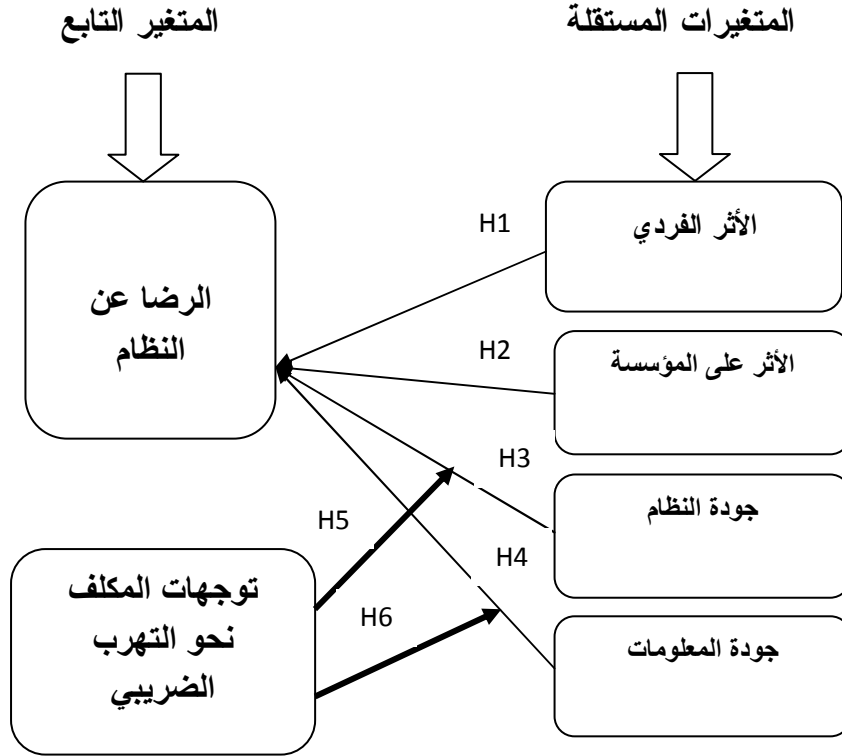 المتغيرات المستقلة
المتغير التابع
الأثر الفردي
H1
الرضا عن
النظام
H2
الأثر على المؤسسة
H3
جودة النظام
H5
H4
توجهات المكلف
نحو التهرب
الضريبي
H6
جودة المعلومات